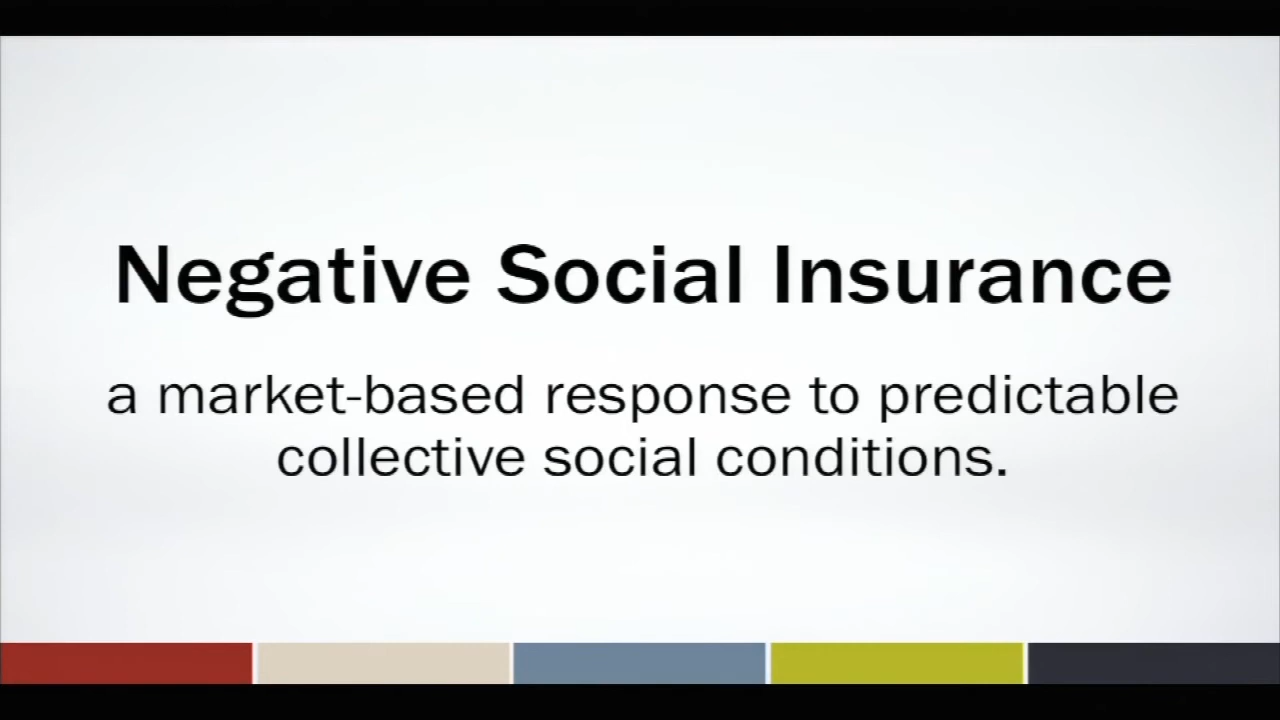 Negative Social Insurance
a market-based response to predictable
collective social conditions.